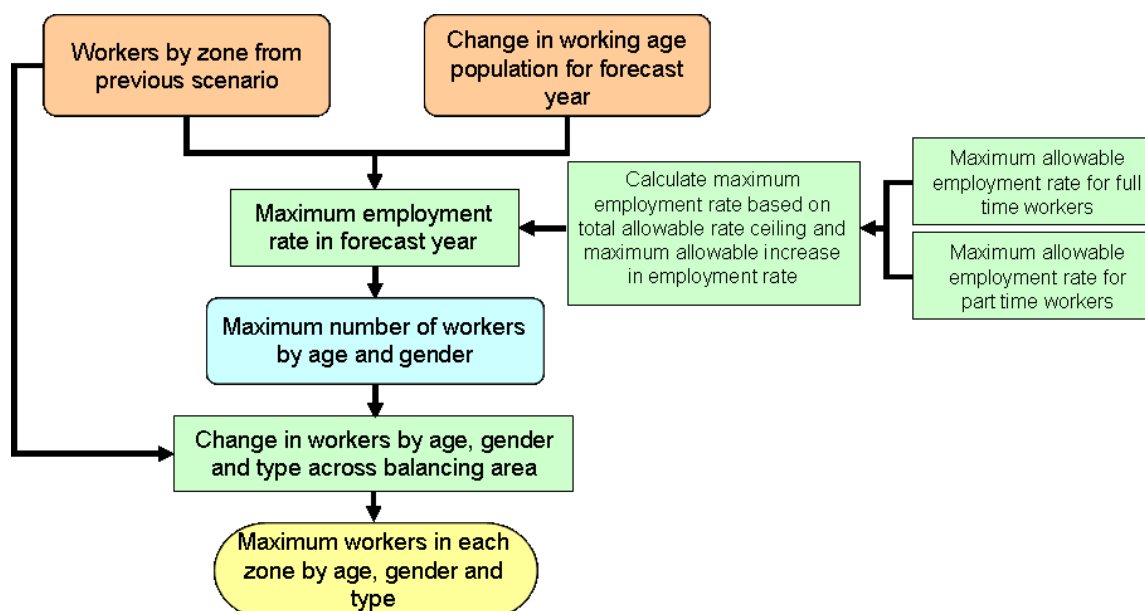 Workers by zone from
previous scenario
Change in working age
population for forecast
year
Maximum allowable
employment rate for full
time workers
Calculate maximum
employment rate based on
total allowable rate ceiling and
maximum allowable increase
in employment rate
Maximum employment
rate in forecast year
Maximum allowable
employment rate for
part time workers
Maximum number of workers
by age and gender
Change in workers by age, gender
and type across balancing area
Maximum workers in each
zone by age, gender and
type